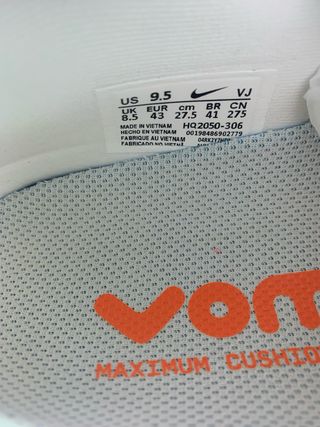 US 9.5 VJ
UK EUR cm BR CN
8.5 43 27.5 41 275
MADE IN VIETNAM HQ2050-306
HECHO EN VIETNAM 00198486902779
FABRIQUE AU VIETNAM
FABRICADO NO VIETNAM
vom
MAXIMUM CUSHIO